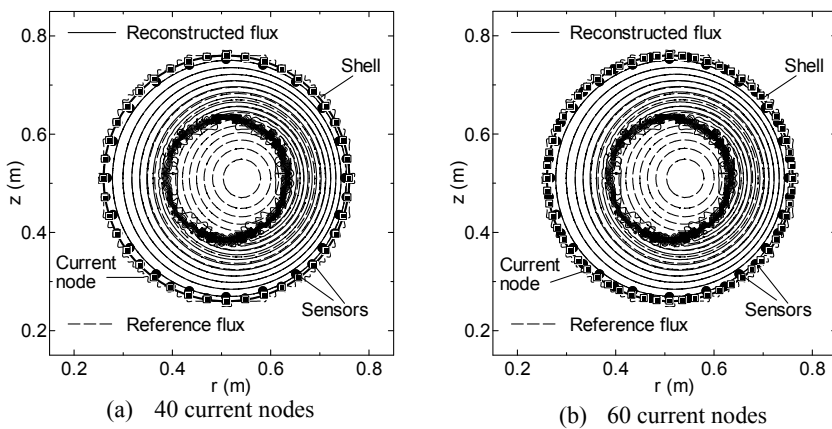 0.8
Reconstructed flux
Shell
0.6
z (m)
0.4
Current
node
Sensors
0.2
Reference flux
0.2 0.4 0.6 0.8
r (m)
(a) 40 current nodes
0.8
Reconstructed flux
Shell
0.6
z (m)
0.4
Current
node
Sensors
0.2
Reference flux
0.2 0.4 0.6 0.8
r (m)
(b) 60 current nodes